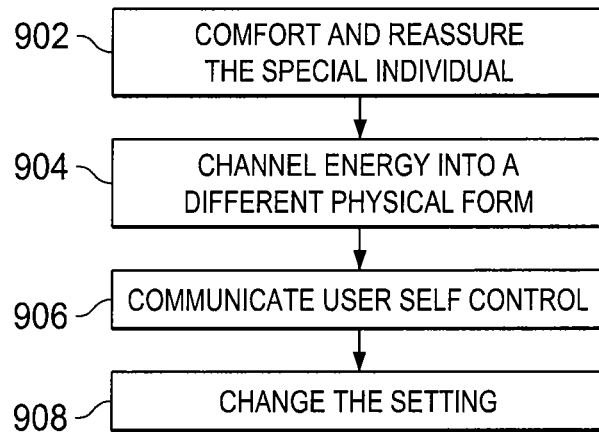 902
COMFORT AND REASSURE
THE SPECIAL INDIVIDUAL
904
CHANNEL ENERGY INTO A
DIFFERENT PHYSICAL FORM
906
COMMUNICATE USER SELF CONTROL
908
CHANGE THE SETTING